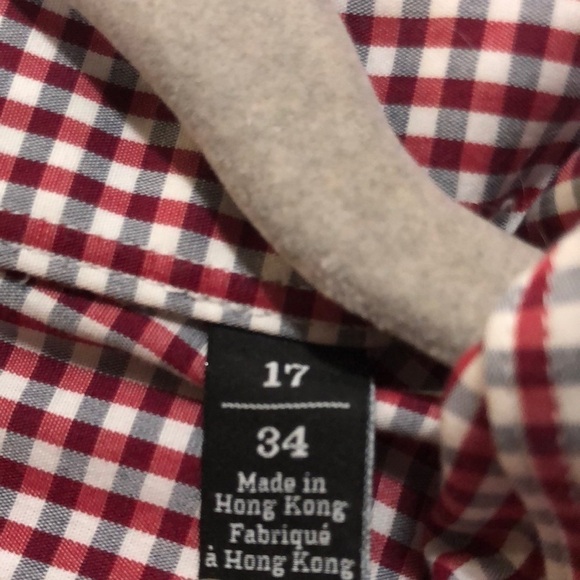 17
34
Made in
Hong Kong
Fabriqué
à Hong Kong